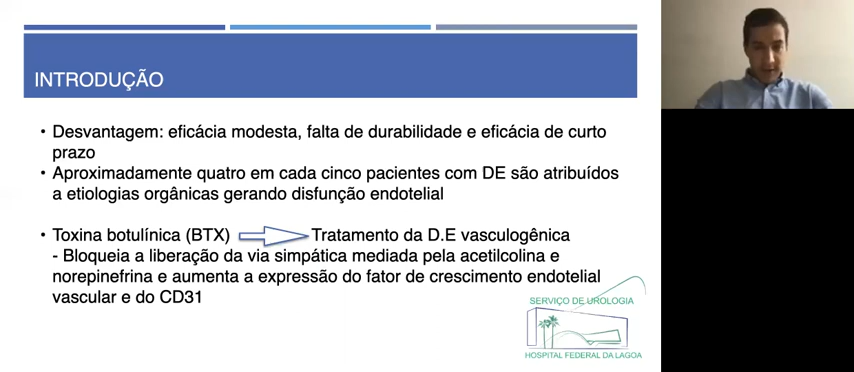 INTRODUÇÃO
• Desvantagem: eficácia modesta, falta de durabilidade e eficácia de curto
prazo
• Aproximadamente quatro em cada cinco pacientes com DE são atribuídos
a etiologias orgânicas gerando disfunção endotelial
• Toxina botulínica (BTX) Tratamento da D.E vasculogênica
- Bloqueia a liberação da via simpática mediada pela acetilcolina e
norepinefrina e aumenta a expressão do fator de crescimento endotelial
vascular e do CD31
SERVIÇO DE UROLOGIA
HOSPITAL FEDERAL DA LAGOA